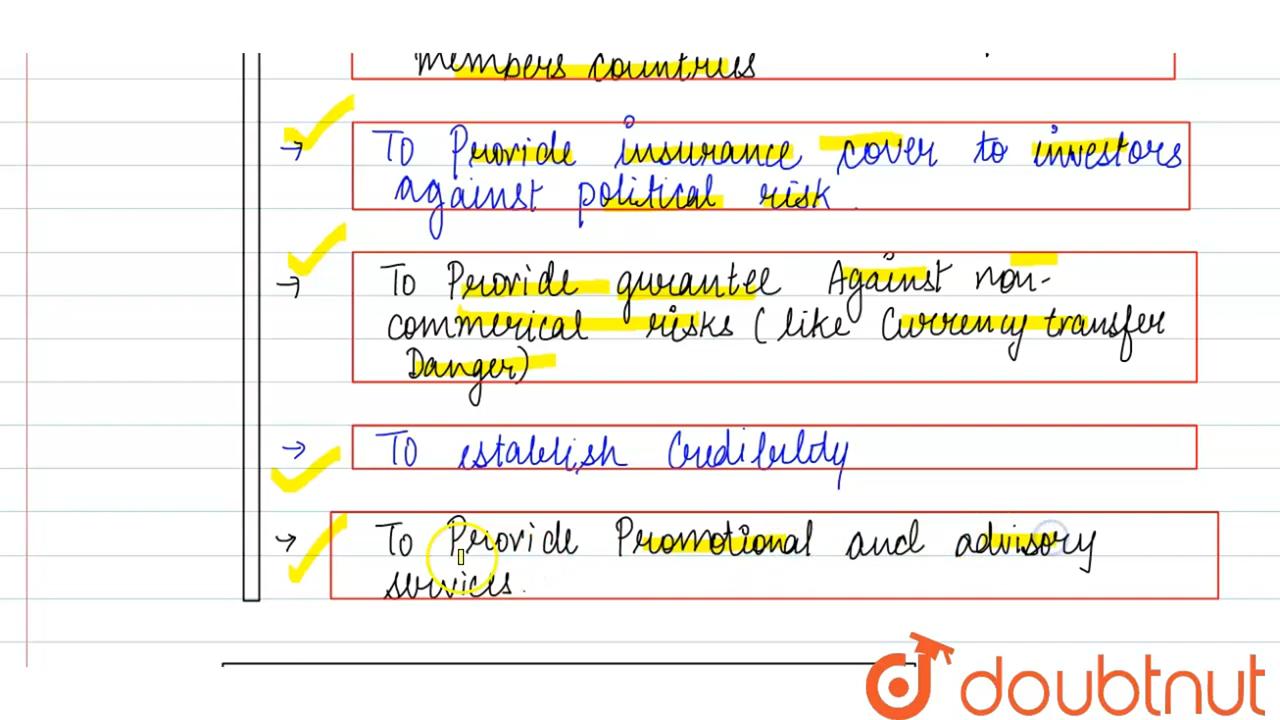 members countries
→ To Provide insurance cover to investors
against political risk.
→ To Provide gurantee Against non-
commerical risks (like Currency transfer
Danger)
→ To establish Credibility
→ To Provide Promotional and advisory
services.
doubtnut